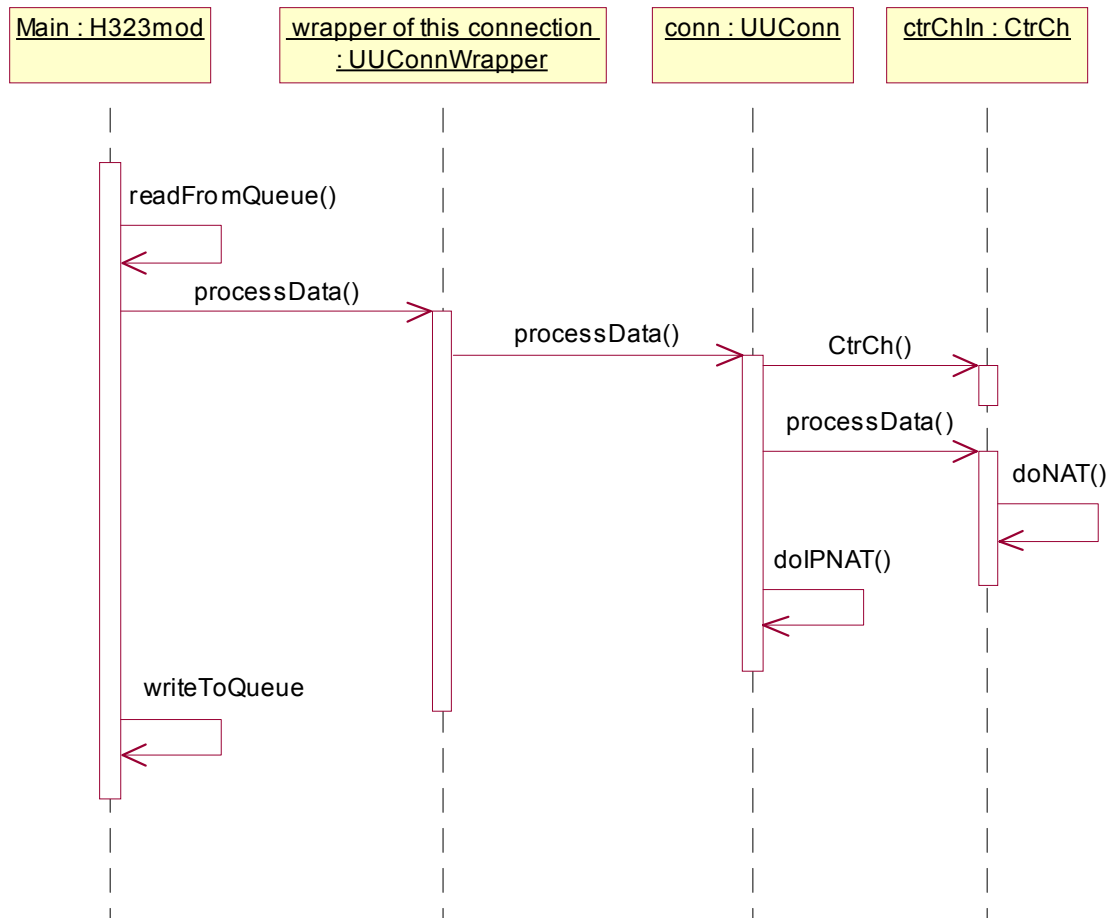 Main : H323mod
wrapper of this connection
: UUConnWrapper
conn : UUConn
ctrChIn : CtrCh
readFromQueue()
processData()
processData()
CtrCh()
processData()
doNAT()
doIPNAT()
writeToQueue